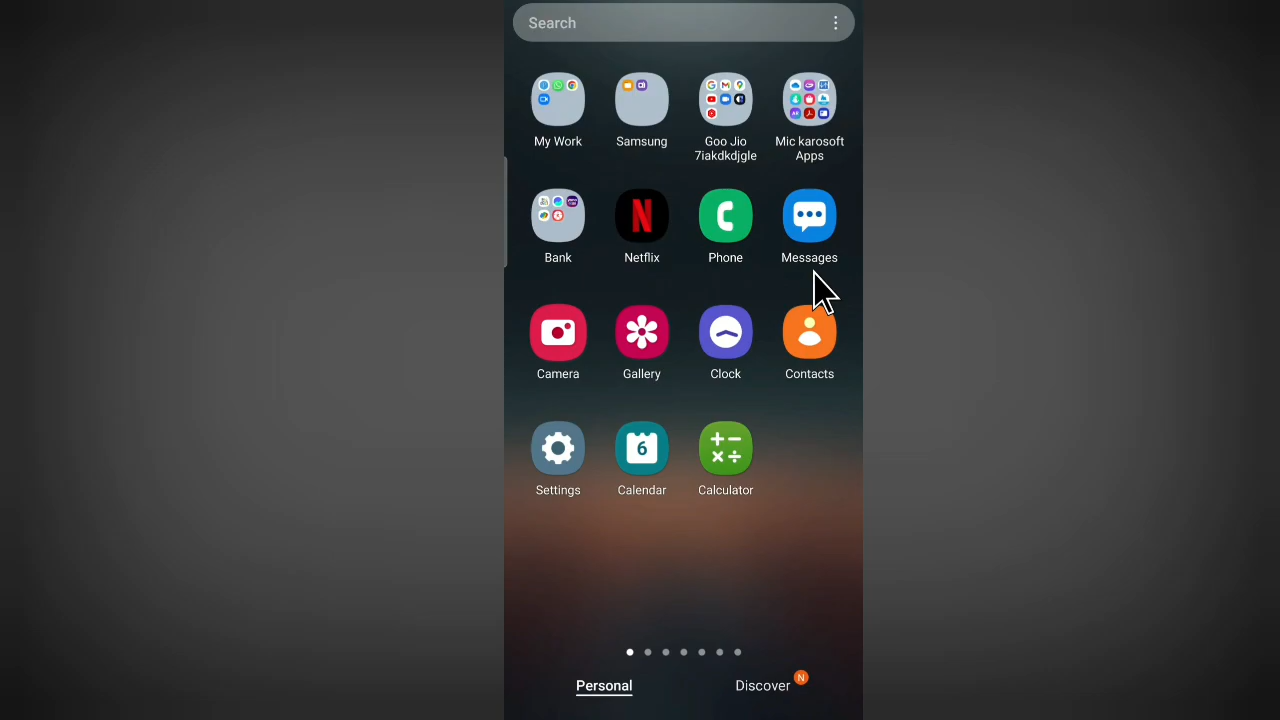 Search
My Work
Samsung
Goo Jio
7iakdkdjgle
Mic karosoft
Apps
Bank
Netflix
Phone
Messages
Camera
Gallery
Clock
Contacts
Settings
6
Calendar
Calculator
Personal
Discover
N